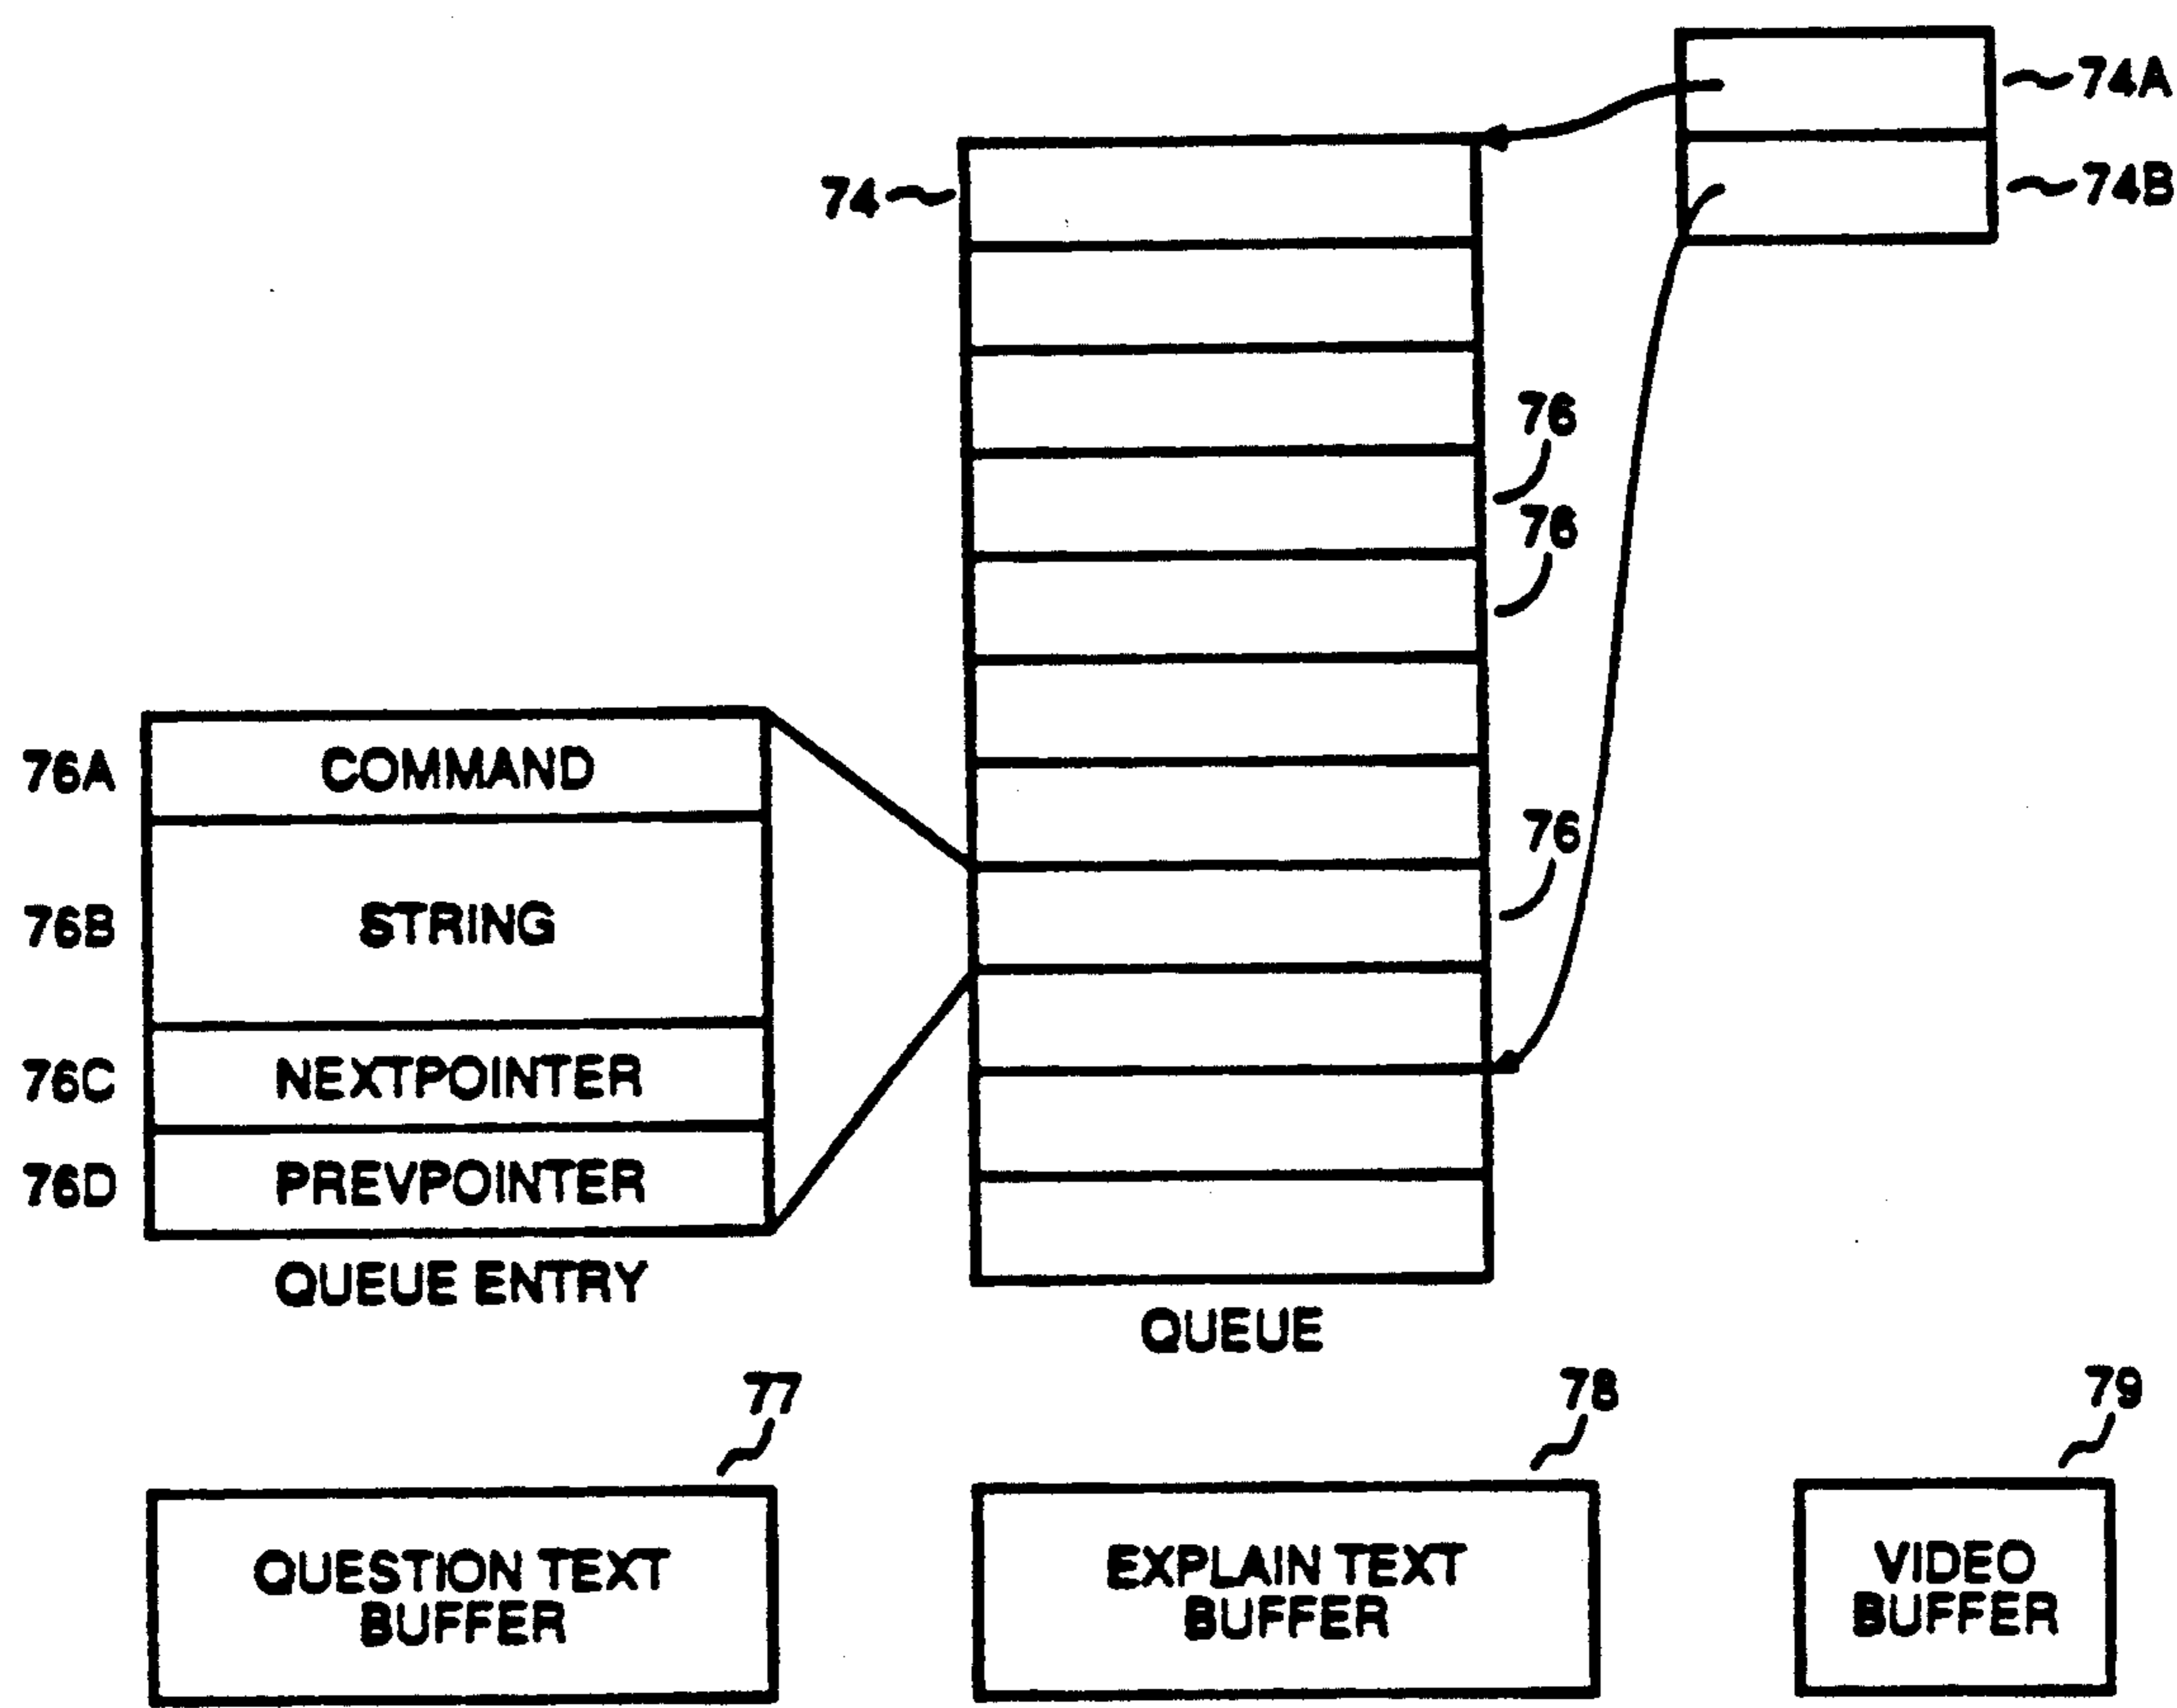 74A
74
74B
76
76
76A COMMAND
76
76B STRING
76C NEXTPOINTER
76D PREVPOINTER
QUEUE ENTRY
QUEUE
77
78
79
QUESTION TEXT
BUFFER
EXPLAIN TEXT
BUFFER
VIDEO
BUFFER